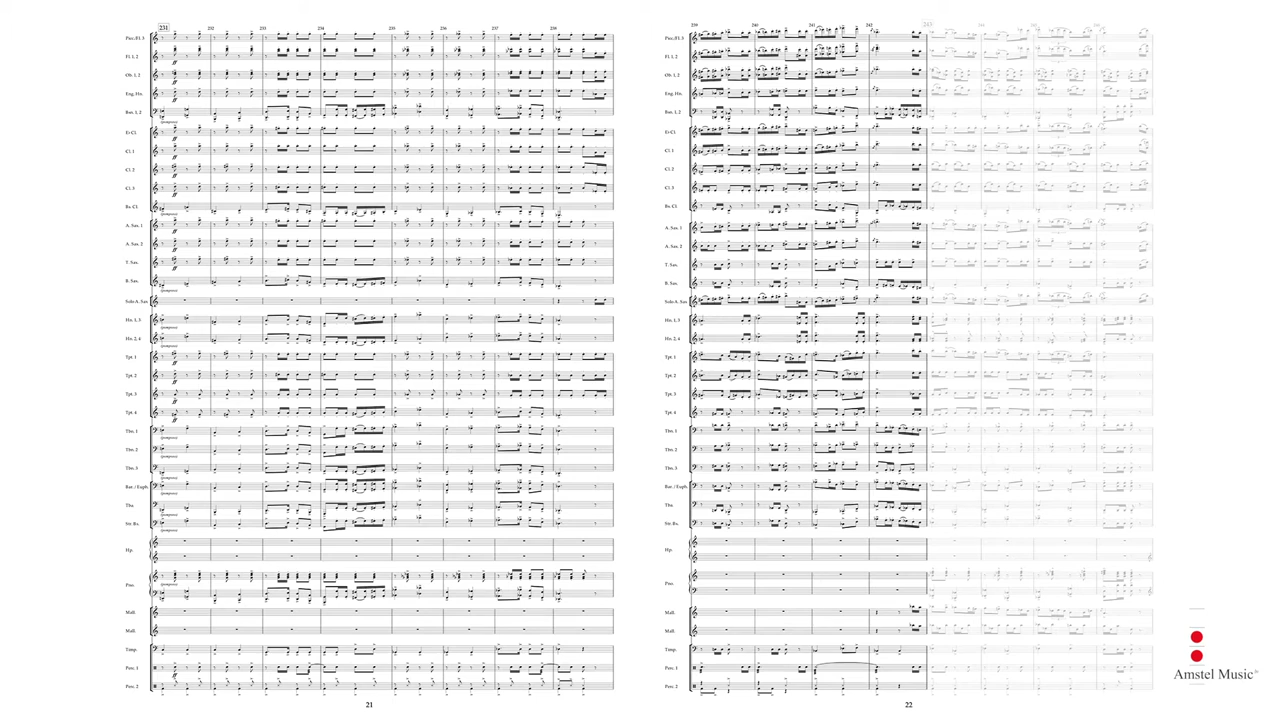 231 232 233 234 235 236 237 238
Picc./Fl. 3
Fl. 1, 2
Ob. 1, 2
Eng. Hn.
Bsn. 1, 2
E♭ Cl.
Cl. 1
Cl. 2
Cl. 3
Bs. Cl.
A. Sax. 1
A. Sax. 2
T. Sax.
B. Sax.
Solo A. Sax
Hn. 1, 3
Hn. 2, 4
Tpt. 1
Tpt. 2
Tpt. 3
Tpt. 4
Tbn. 1
Tbn. 2
Tbn. 3
Bar. / Euph.
Tba.
Str. Bs.
Hp.
Pno.
Mall.
Mall.
Timp.
Perc. 1
Perc. 2
21
239 240 241 242 243 244 245 246
Picc./Fl. 3
Fl. 1, 2
Ob. 1, 2
Eng. Hn.
Bsn. 1, 2
E♭ Cl.
Cl. 1
Cl. 2
Cl. 3
Bs. Cl.
A. Sax. 1
A. Sax. 2
T. Sax.
B. Sax.
Solo A. Sax
Hn. 1, 3
Hn. 2, 4
Tpt. 1
Tpt. 2
Tpt. 3
Tpt. 4
Tbn. 1
Tbn. 2
Tbn. 3
Bar. / Euph.
Tba.
Str. Bs.
Hp.
Pno.
Mall.
Mall.
Timp.
Perc. 1
Perc. 2
22
Amstel Music